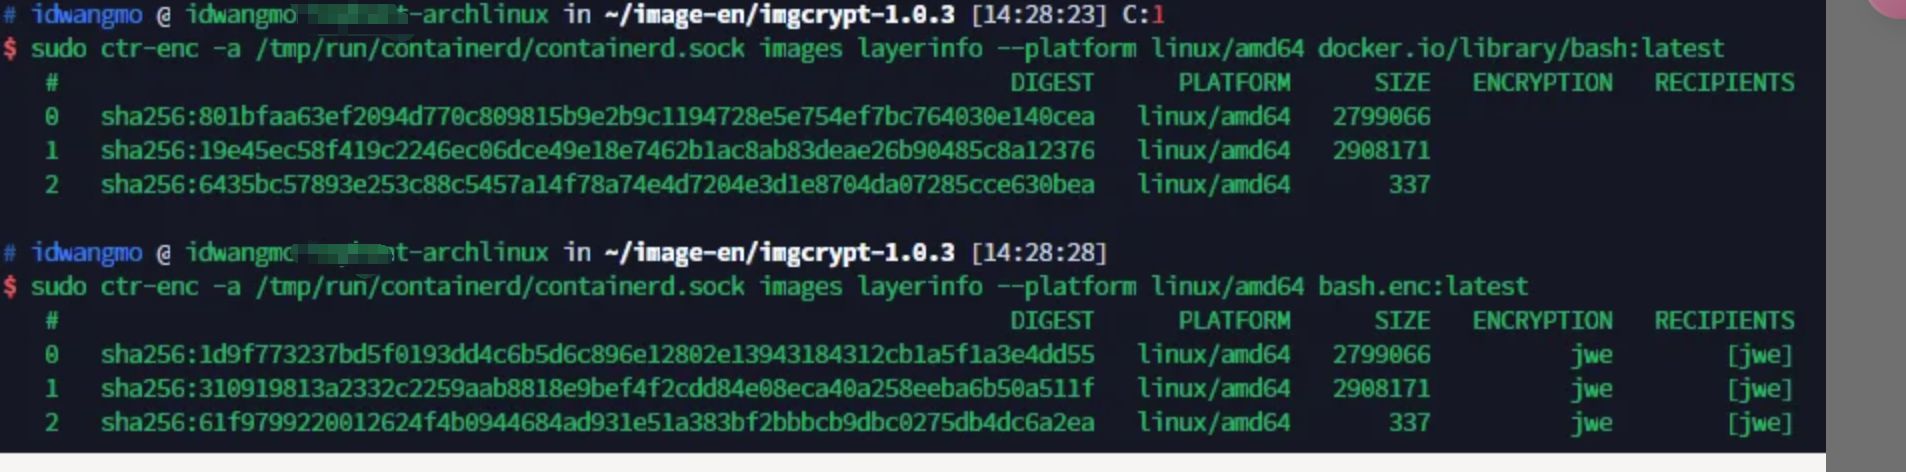 # idwangmo @ idwangmo t-archlinux in ~/image-en/imgcrypt-1.0.3 [14:28:23] C:1
$ sudo ctr-enc -a /tmp/run/containerd/containerd.sock images layerinfo --platform linux/amd64 docker.io/library/bash:latest
# DIGEST PLATFORM SIZE ENCRYPTION RECIPIENTS
0 sha256:801bfaa63ef2094d770c809815b9e2b9c1194728e5e754ef7bc764030e140cea linux/amd64 2799066
1 sha256:19e45ec58f419c2246ec06dce49e18e7462b1ac8ab83deae26b90485c8a12376 linux/amd64 2908171
2 sha256:6435bc57893e253c88c5457a14f78a74e4d7204e3d1e8704da07285cce630bea linux/amd64 337
# idwangmo @ idwangmo t-archlinux in ~/image-en/imgcrypt-1.0.3 [14:28:28]
$ sudo ctr-enc -a /tmp/run/containerd/containerd.sock images layerinfo --platform linux/amd64 bash.enc:latest
# DIGEST PLATFORM SIZE ENCRYPTION RECIPIENTS
0 sha256:1d9f773237bd5f0193dd4c6b5d6c896e12802e13943184312cb1a5f1a3e4dd55 linux/amd64 2799066 jwe [jwe]
1 sha256:310919813a2332c2259aab8818e9bef4f2cdd84e08eca40a258eeba6b50a511f linux/amd64 2908171 jwe [jwe]
2 sha256:61f9799220012624f4b0944684ad931e51a383bf2bbbcb9dbc0275db4dc6a2ea linux/amd64 337 jwe [jwe]